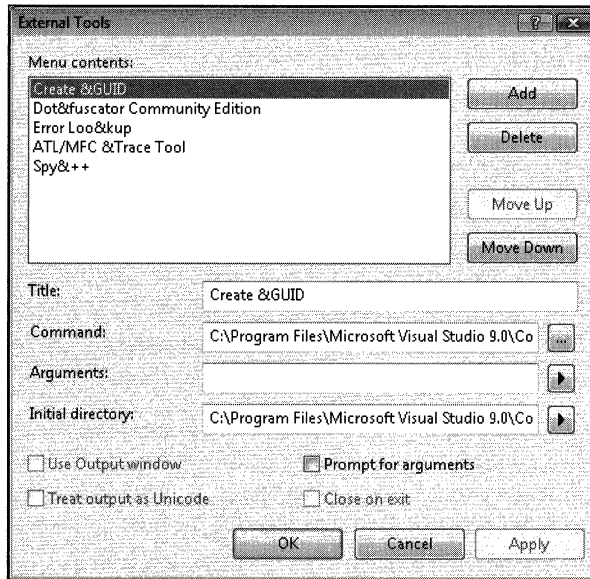 External Tools
Menu contents:
Create &GUID
Dot&fuscator Community Edition
Error Loo&kup
ATL/MFC &Trace Tool
Spy&++
Add
Delete
Move Up
Move Down
Title: Create &GUID
Command: C:\Program Files\Microsoft Visual Studio 9.0\Co ...
Arguments:
Initial directory: C:\Program Files\Microsoft Visual Studio 9.0\Co
Use Output window Prompt for arguments
Treat output as Unicode Close on exit
OK Cancel Apply